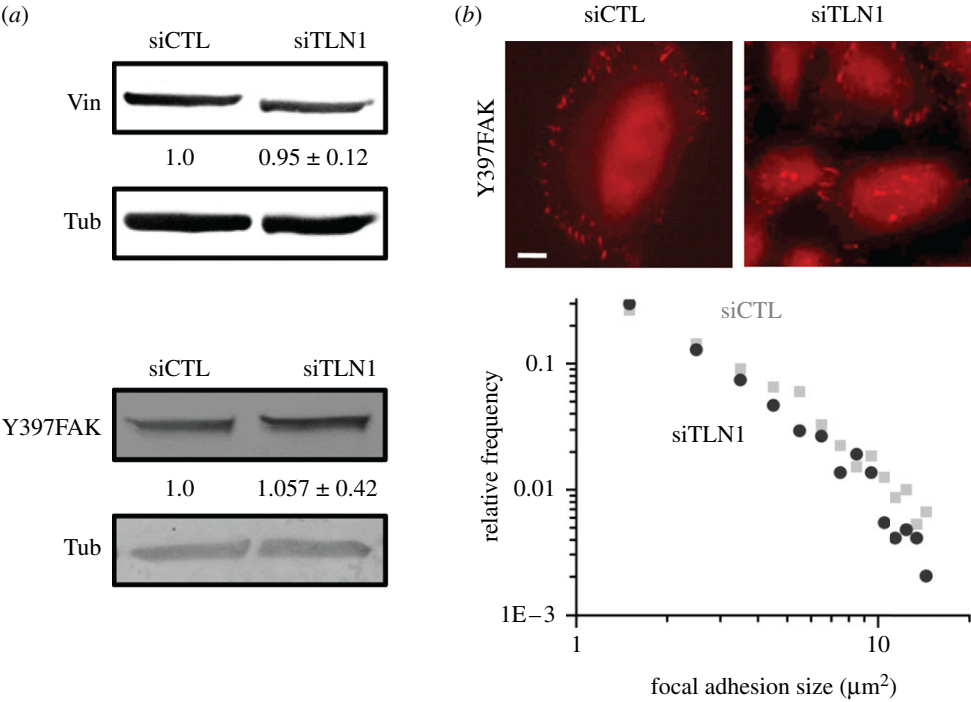 (a)
siCTL siTLN1
Vin
1.0 0.95 ± 0.12
Tub
siCTL siTLN1
Y397FAK
1.0 1.057 ± 0.42
Tub
(b)
siCTL siTLN1
Y397FAK
siCTL
siTLN1
relative frequency
0.1
0.01
1E–3
1 10
focal adhesion size (μm²)